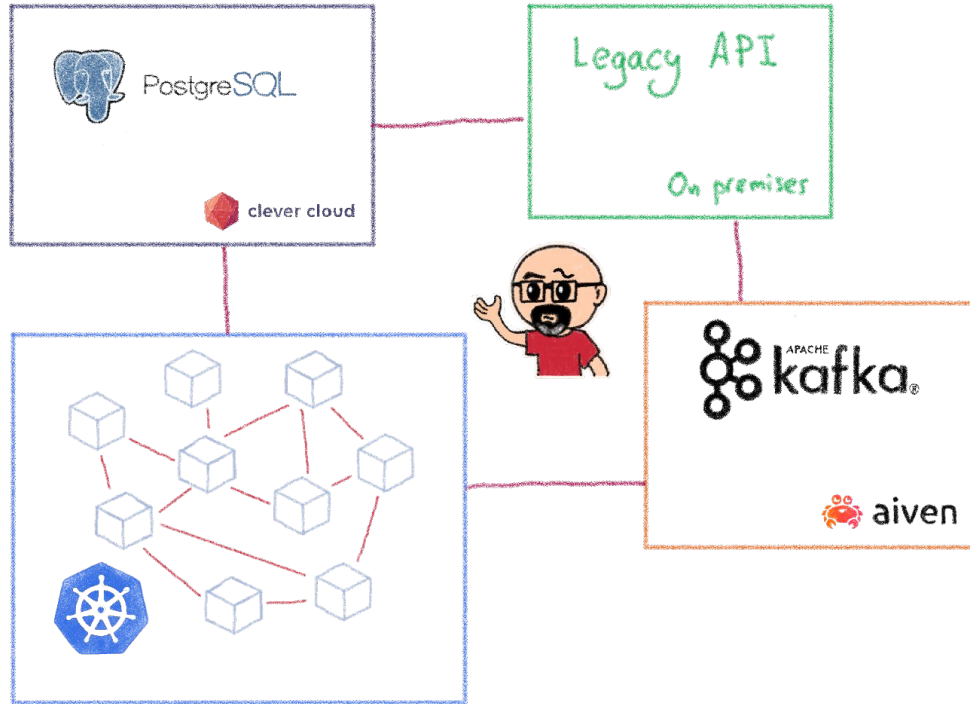 PostgreSQL
clever cloud
Legacy API
On premises
APACHE
kafka®
aiven